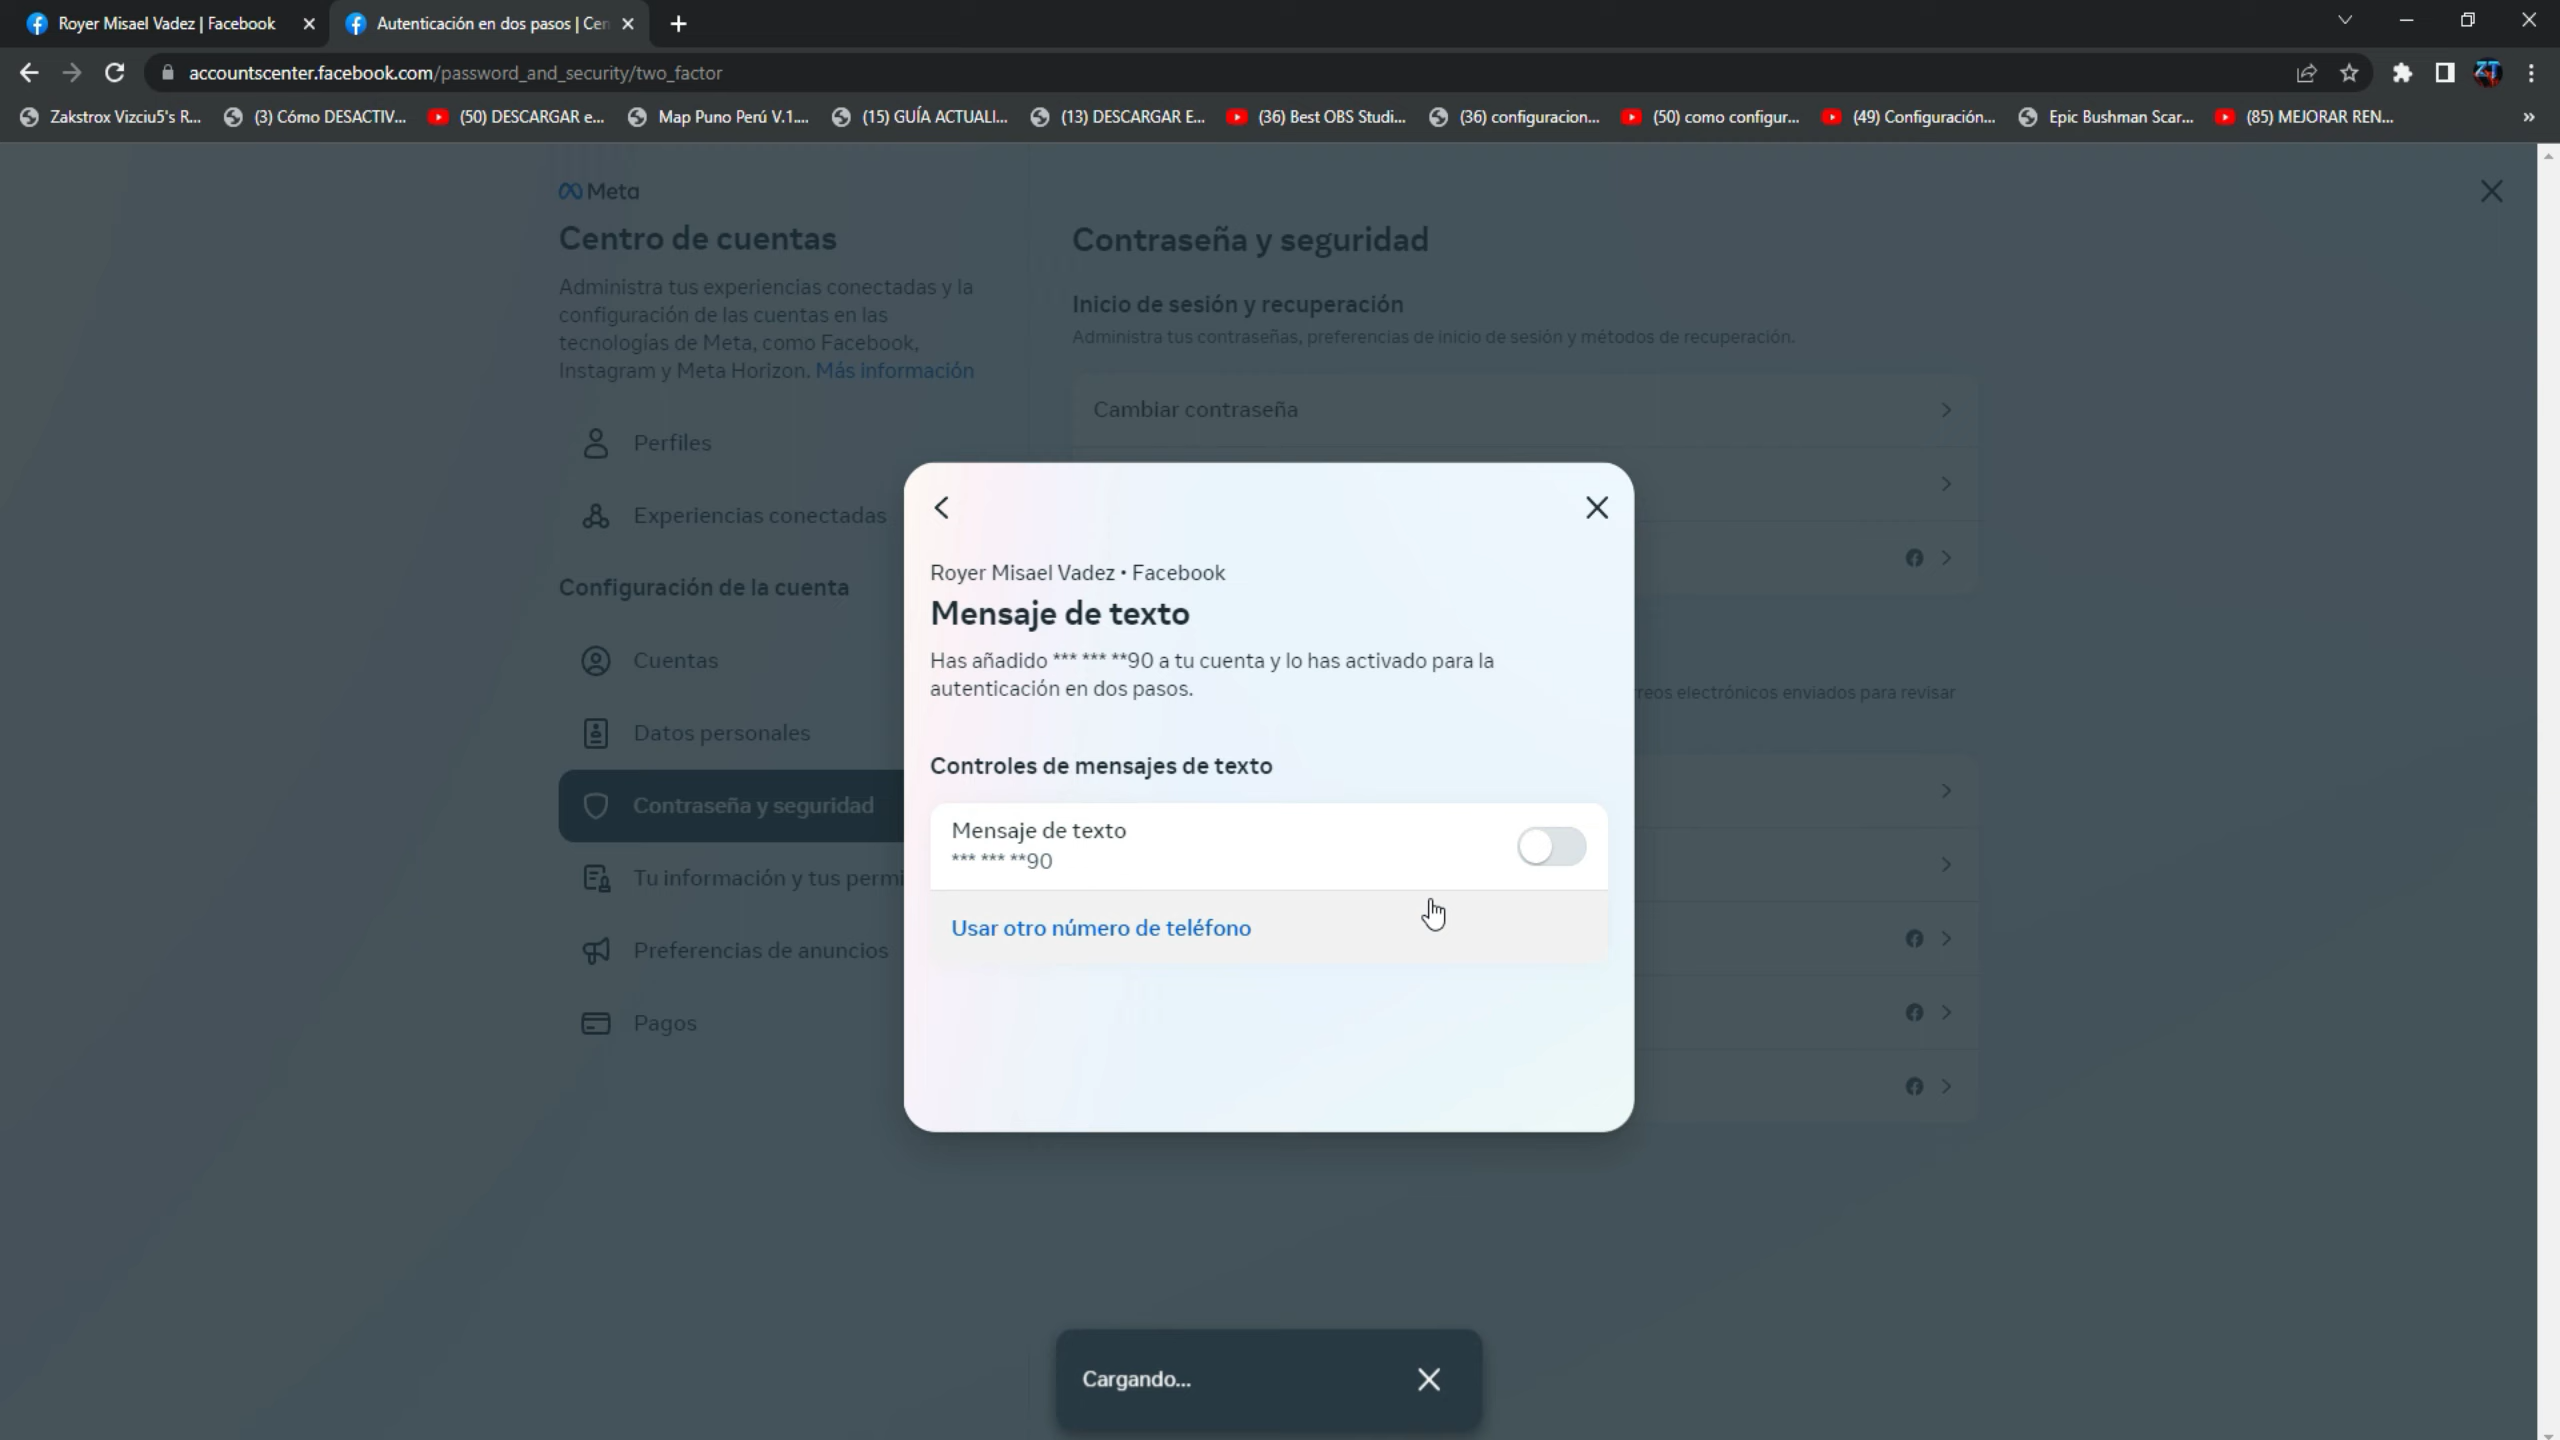 Royer Misael Vadez | Facebook
Autenticación en dos pasos | Cen
accountscenter.facebook.com/password_and_security/two_factor
Zakstrox Vizciu5's R...
(3) Cómo DESACTIV...
(50) DESCARGAR e...
Map Puno Perú V.1....
(15) GUÍA ACTUALI...
(13) DESCARGAR E...
(36) Best OBS Studi...
(36) configuracion...
(50) como configur...
(49) Configuración...
Epic Bushman Scar...
(85) MEJORAR REN...
»
Meta
Centro de cuentas
Administra tus experiencias conectadas y la
configuración de las cuentas en las
tecnologías de Meta, como Facebook,
Instagram y Meta Horizon. Más información
Perfiles
Experiencias conectadas
Configuración de la cuenta
Cuentas
Datos personales
Contraseña y seguridad
Tu información y tus permi
Preferencias de anuncios
Pagos
Contraseña y seguridad
Inicio de sesión y recuperación
Administra tus contraseñas, preferencias de inicio de sesión y métodos de recuperación.
Cambiar contraseña
reos electrónicos enviados para revisar
Royer Misael Vadez • Facebook
Mensaje de texto
Has añadido *** *** **90 a tu cuenta y lo has activado para la
autenticación en dos pasos.
Controles de mensajes de texto
Mensaje de texto
*** *** **90
Usar otro número de teléfono
Cargando...